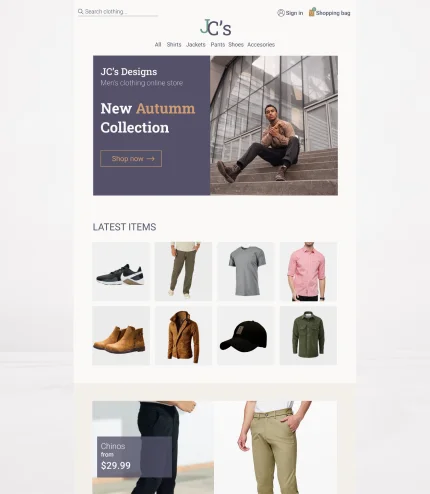 Search clothing...
Sign in
Shopping bag
JC's
All Shirts Jackets Pants Shoes Accesories
JC's Designs
Men's clothing online store
New Autumm
Collection
Shop now →
LATEST ITEMS
Chinos
from
$29.99